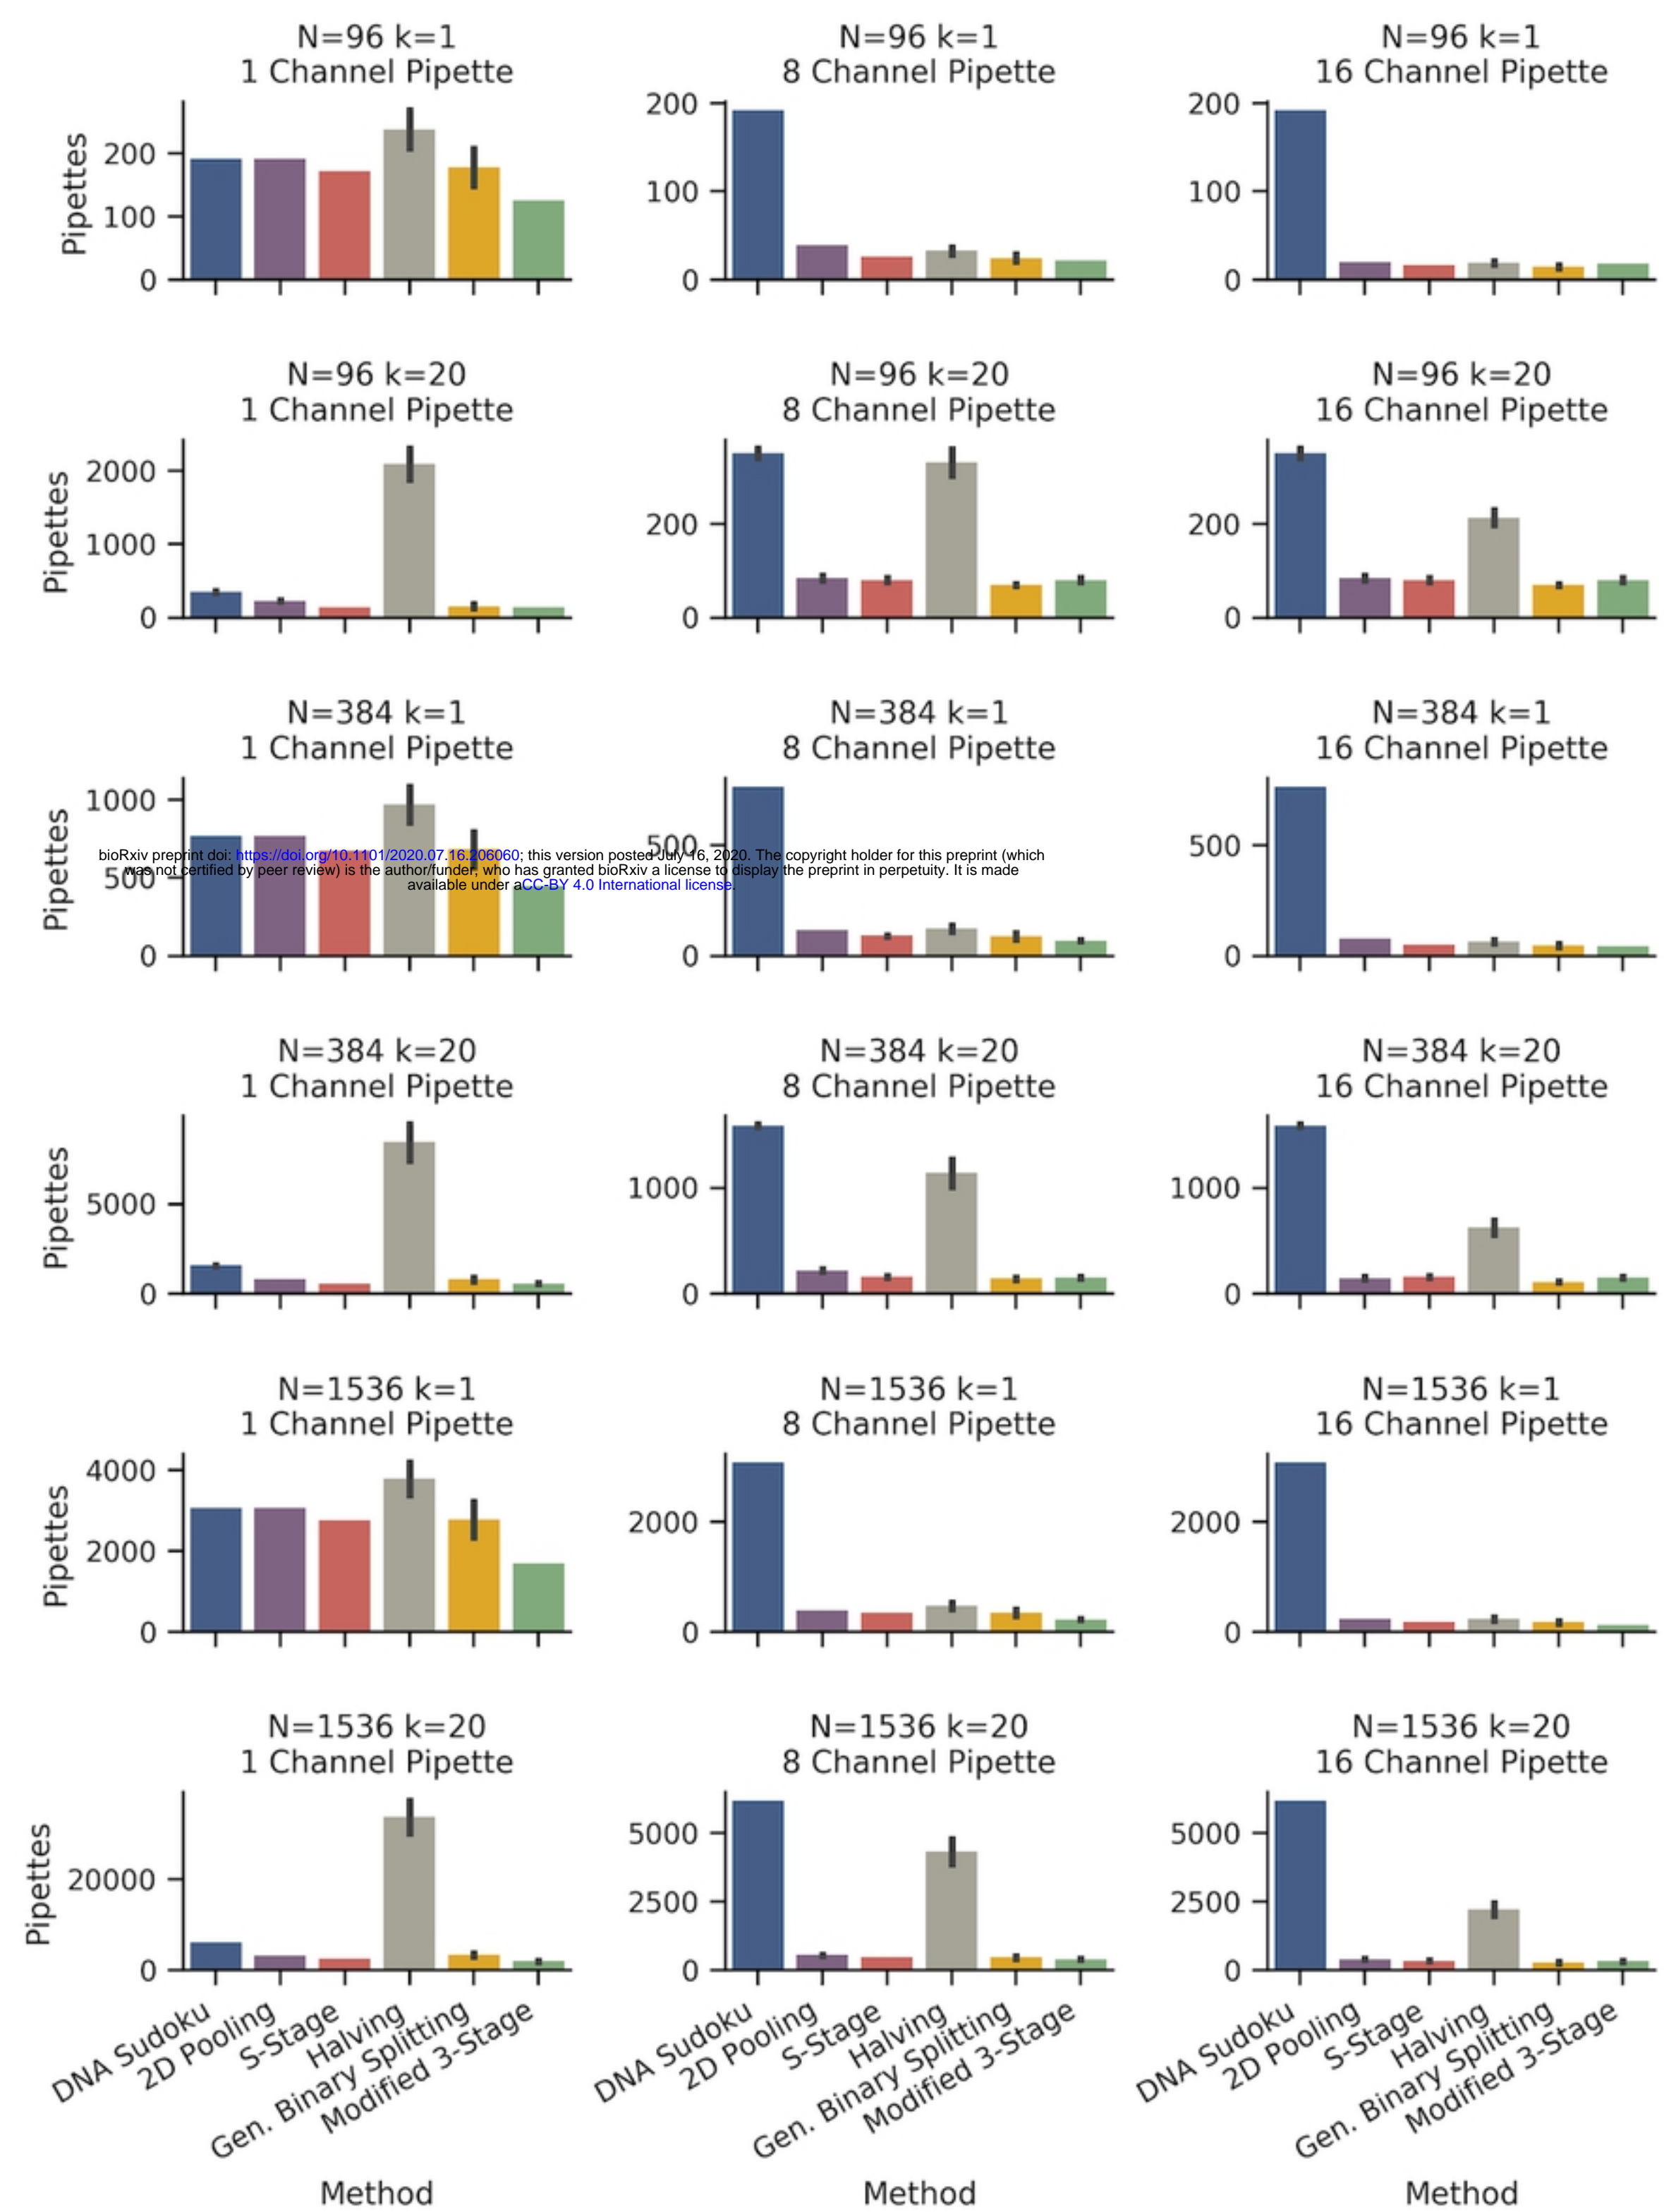 N=96 k=1
1 Channel Pipette
N=96 k=1
8 Channel Pipette
N=96 k=1
16 Channel Pipette
Pipettes
200
100
0
200
100
0
200
100
0
N=96 k=20
1 Channel Pipette
N=96 k=20
8 Channel Pipette
N=96 k=20
16 Channel Pipette
Pipettes
2000
1000
0
200
0
200
0
N=384 k=1
1 Channel Pipette
N=384 k=1
8 Channel Pipette
N=384 k=1
16 Channel Pipette
Pipettes
1000
500
0
500
0
500
0
bioRxiv preprint doi: https://doi.org/10.1101/2020.07.16.206060; this version posted July 16, 2020. The copyright holder for this preprint (which
was not certified by peer review) is the author/funder, who has granted bioRxiv a license to display the preprint in perpetuity. It is made
available under aCC-BY 4.0 International license.
N=384 k=20
1 Channel Pipette
N=384 k=20
8 Channel Pipette
N=384 k=20
16 Channel Pipette
Pipettes
5000
0
1000
0
1000
0
N=1536 k=1
1 Channel Pipette
N=1536 k=1
8 Channel Pipette
N=1536 k=1
16 Channel Pipette
Pipettes
4000
2000
0
2000
0
2000
0
N=1536 k=20
1 Channel Pipette
N=1536 k=20
8 Channel Pipette
N=1536 k=20
16 Channel Pipette
Pipettes
20000
0
5000
2500
0
5000
2500
0
DNA Sudoku
2D Pooling
S-Stage
Halving
Gen. Binary Splitting
Modified 3-Stage
DNA Sudoku
2D Pooling
S-Stage
Halving
Gen. Binary Splitting
Modified 3-Stage
DNA Sudoku
2D Pooling
S-Stage
Halving
Gen. Binary Splitting
Modified 3-Stage
Method
Method
Method